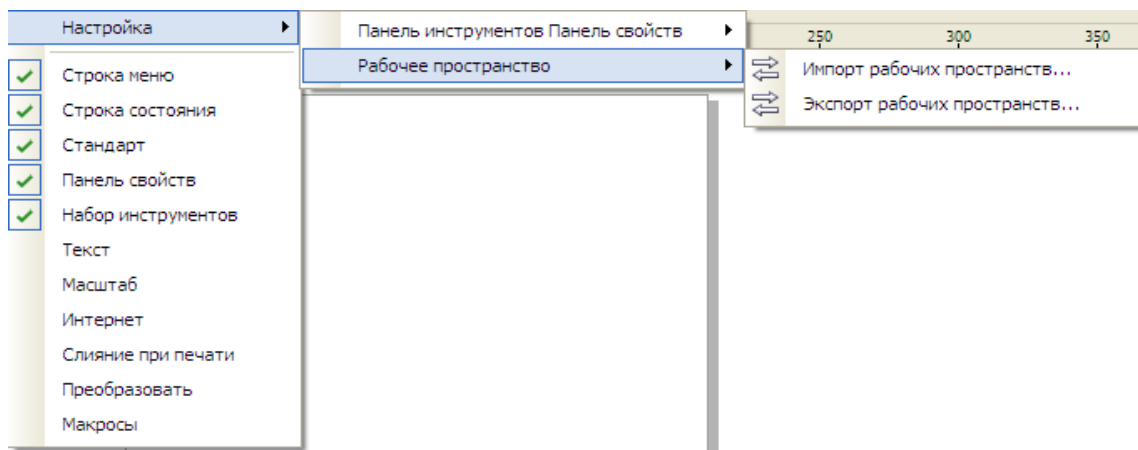 Настройка
Панель инструментов Панель свойств
250 300 350
Рабочее пространство
Импорт рабочих пространств...
Экспорт рабочих пространств...
Строка меню
Строка состояния
Стандарт
Панель свойств
Набор инструментов
Текст
Масштаб
Интернет
Слияние при печати
Преобразовать
Макросы